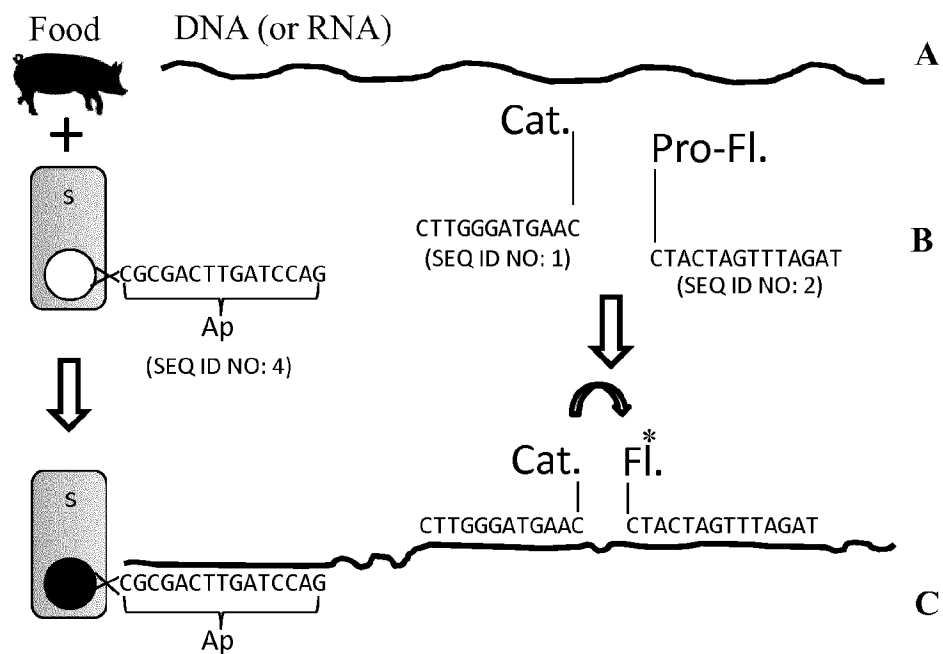 Food DNA (or RNA) A
+
Cat.
Pro-Fl.
S
CTTGGGATGAAC B
(SEQ ID NO: 1) CTACTAGTTTAGAT
CGCGACTTGATCCAG (SEQ ID NO: 2)
Ap
(SEQ ID NO: 4)
*
Cat. Fl.
S
CTTGGGATGAAC CTACTAGTTTAGAT
CGCGACTTGATCCAG C
Ap